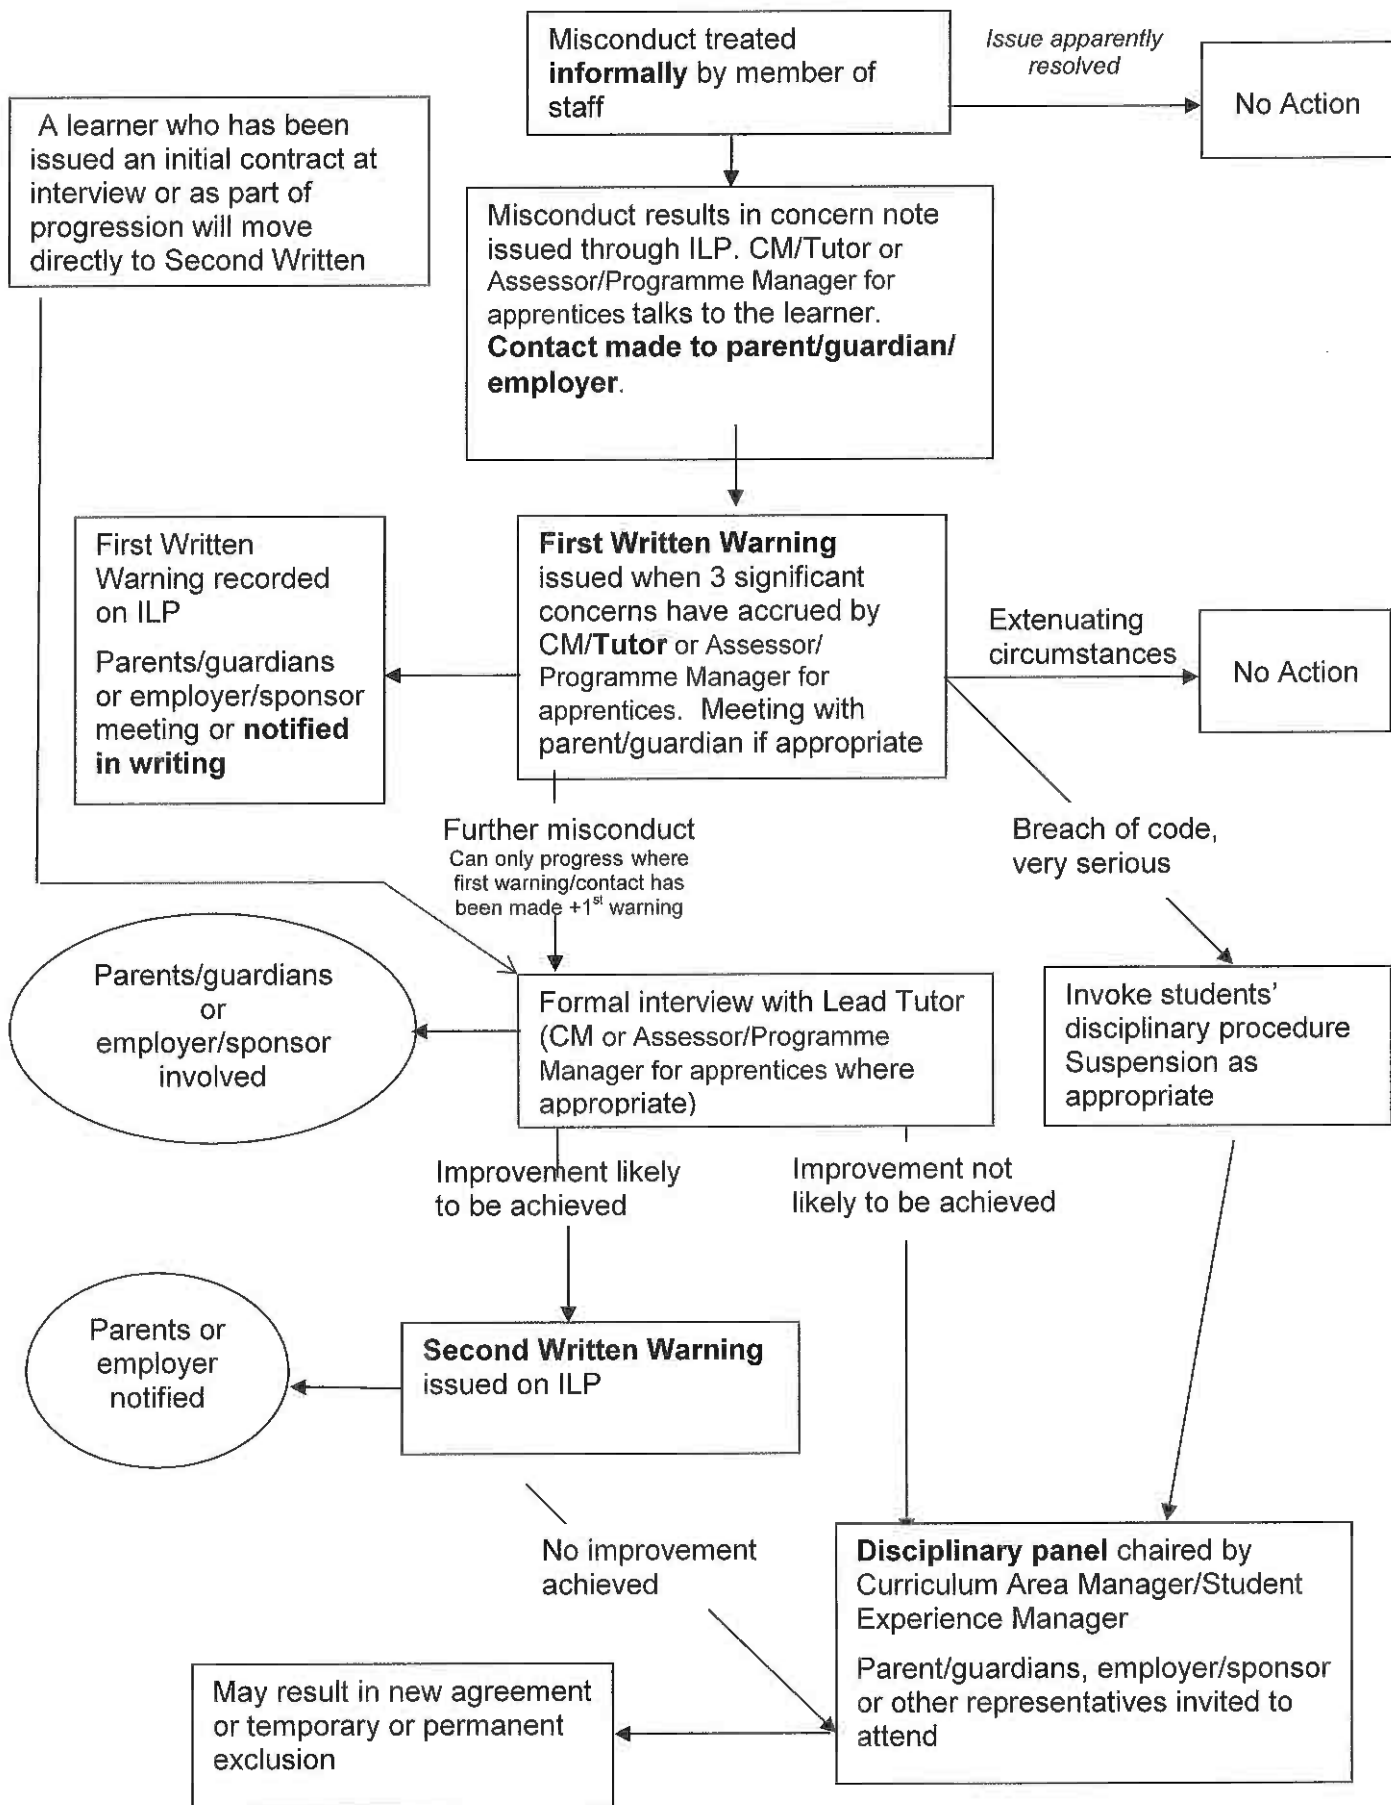 Misconduct treated
informally by member of
staff
Issue apparently
resolved
No Action
A learner who has been
issued an initial contract at
interview or as part of
progression will move
directly to Second Written
Misconduct results in concern note
issued through ILP. CM/Tutor or
Assessor/Programme Manager for
apprentices talks to the learner.
Contact made to parent/guardian/
employer.
First Written
Warning recorded
on ILP
Parents/guardians
or employer/sponsor
meeting or notified
in writing
First Written Warning
issued when 3 significant
concerns have accrued by
CM/Tutor or Assessor/
Programme Manager for
apprentices. Meeting with
parent/guardian if appropriate
Extenuating
circumstances
No Action
Further misconduct
Can only progress where
first warning/contact has
been made +1st warning
Breach of code,
very serious
Parents/guardians
or
employer/sponsor
involved
Formal interview with Lead Tutor
(CM or Assessor/Programme
Manager for apprentices where
appropriate)
Invoke students'
disciplinary procedure
Suspension as
appropriate
Improvement likely
to be achieved
Improvement not
likely to be achieved
Parents or
employer
notified
Second Written Warning
issued on ILP
No improvement
achieved
Disciplinary panel chaired by
Curriculum Area Manager/Student
Experience Manager
Parent/guardians, employer/sponsor
or other representatives invited to
attend
May result in new agreement
or temporary or permanent
exclusion